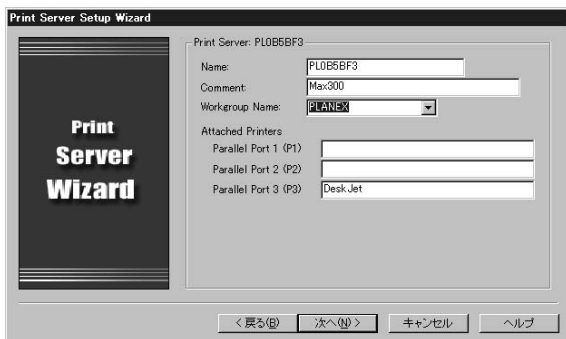 Print Server Setup Wizard
Print
Server
Wizard
Print Server: PL0B5BF3
Name: PL0B5BF3
Comment: Max300
Workgroup Name: PLANEX
Attached Printers
Parallel Port 1 (P1)
Parallel Port 2 (P2)
Parallel Port 3 (P3) DeskJet
< 戻る(B) 次へ(N) > キャンセル ヘルプ